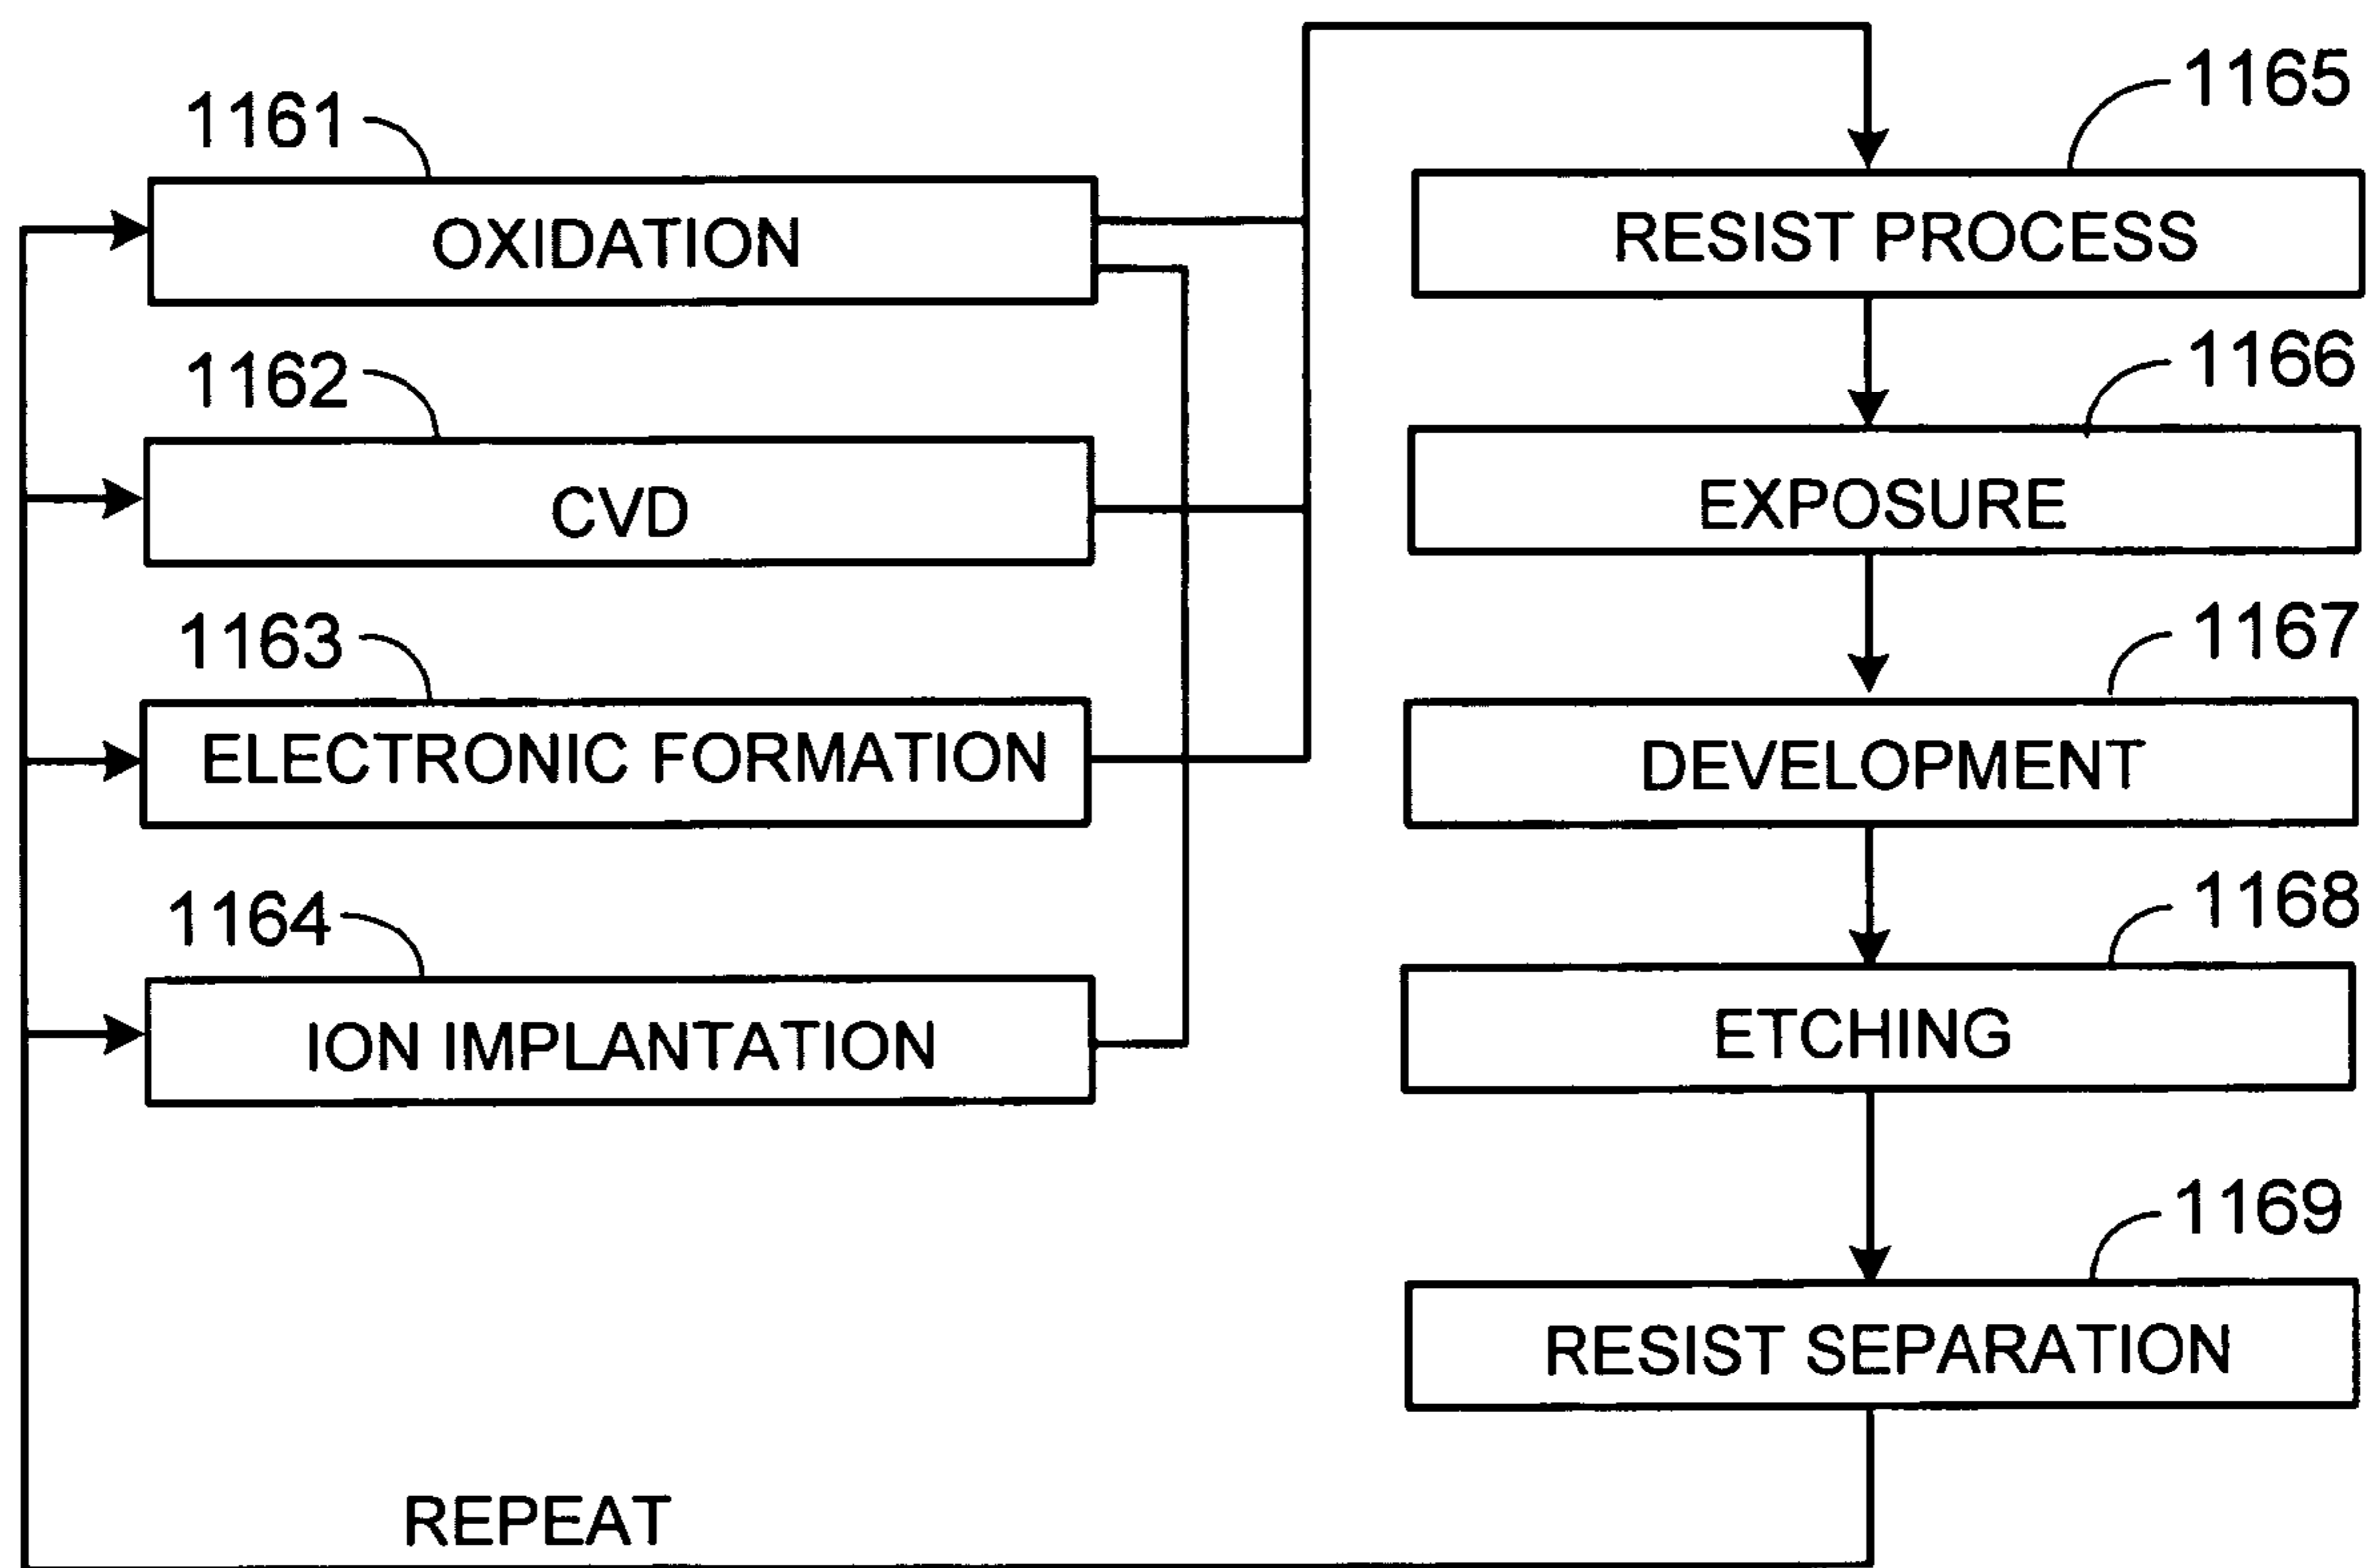 1161
OXIDATION
1162
CVD
1163
ELECTRONIC FORMATION
1164
ION IMPLANTATION
1165
RESIST PROCESS
1166
EXPOSURE
1167
DEVELOPMENT
1168
ETCHING
1169
RESIST SEPARATION
REPEAT